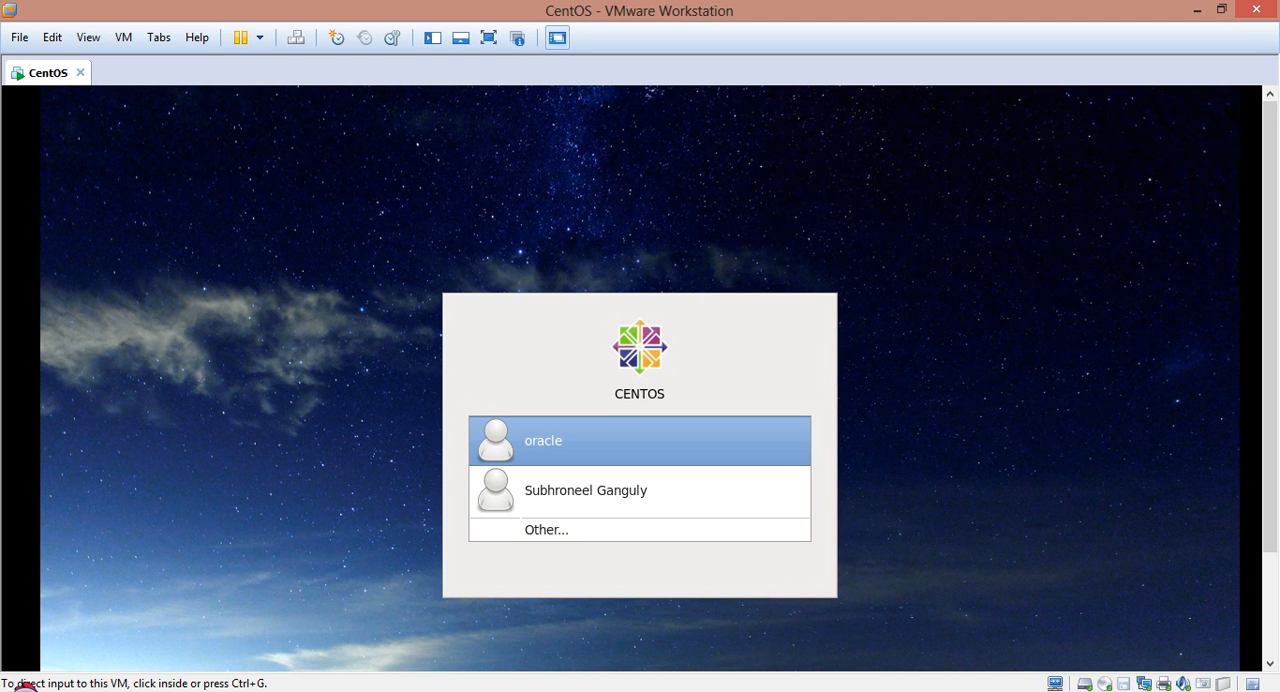 CentOS - VMware Workstation
File Edit View VM Tabs Help
CentOS
CENTOS
oracle
Subhroneel Ganguly
Other...
To direct input to this VM, click inside or press Ctrl+G.